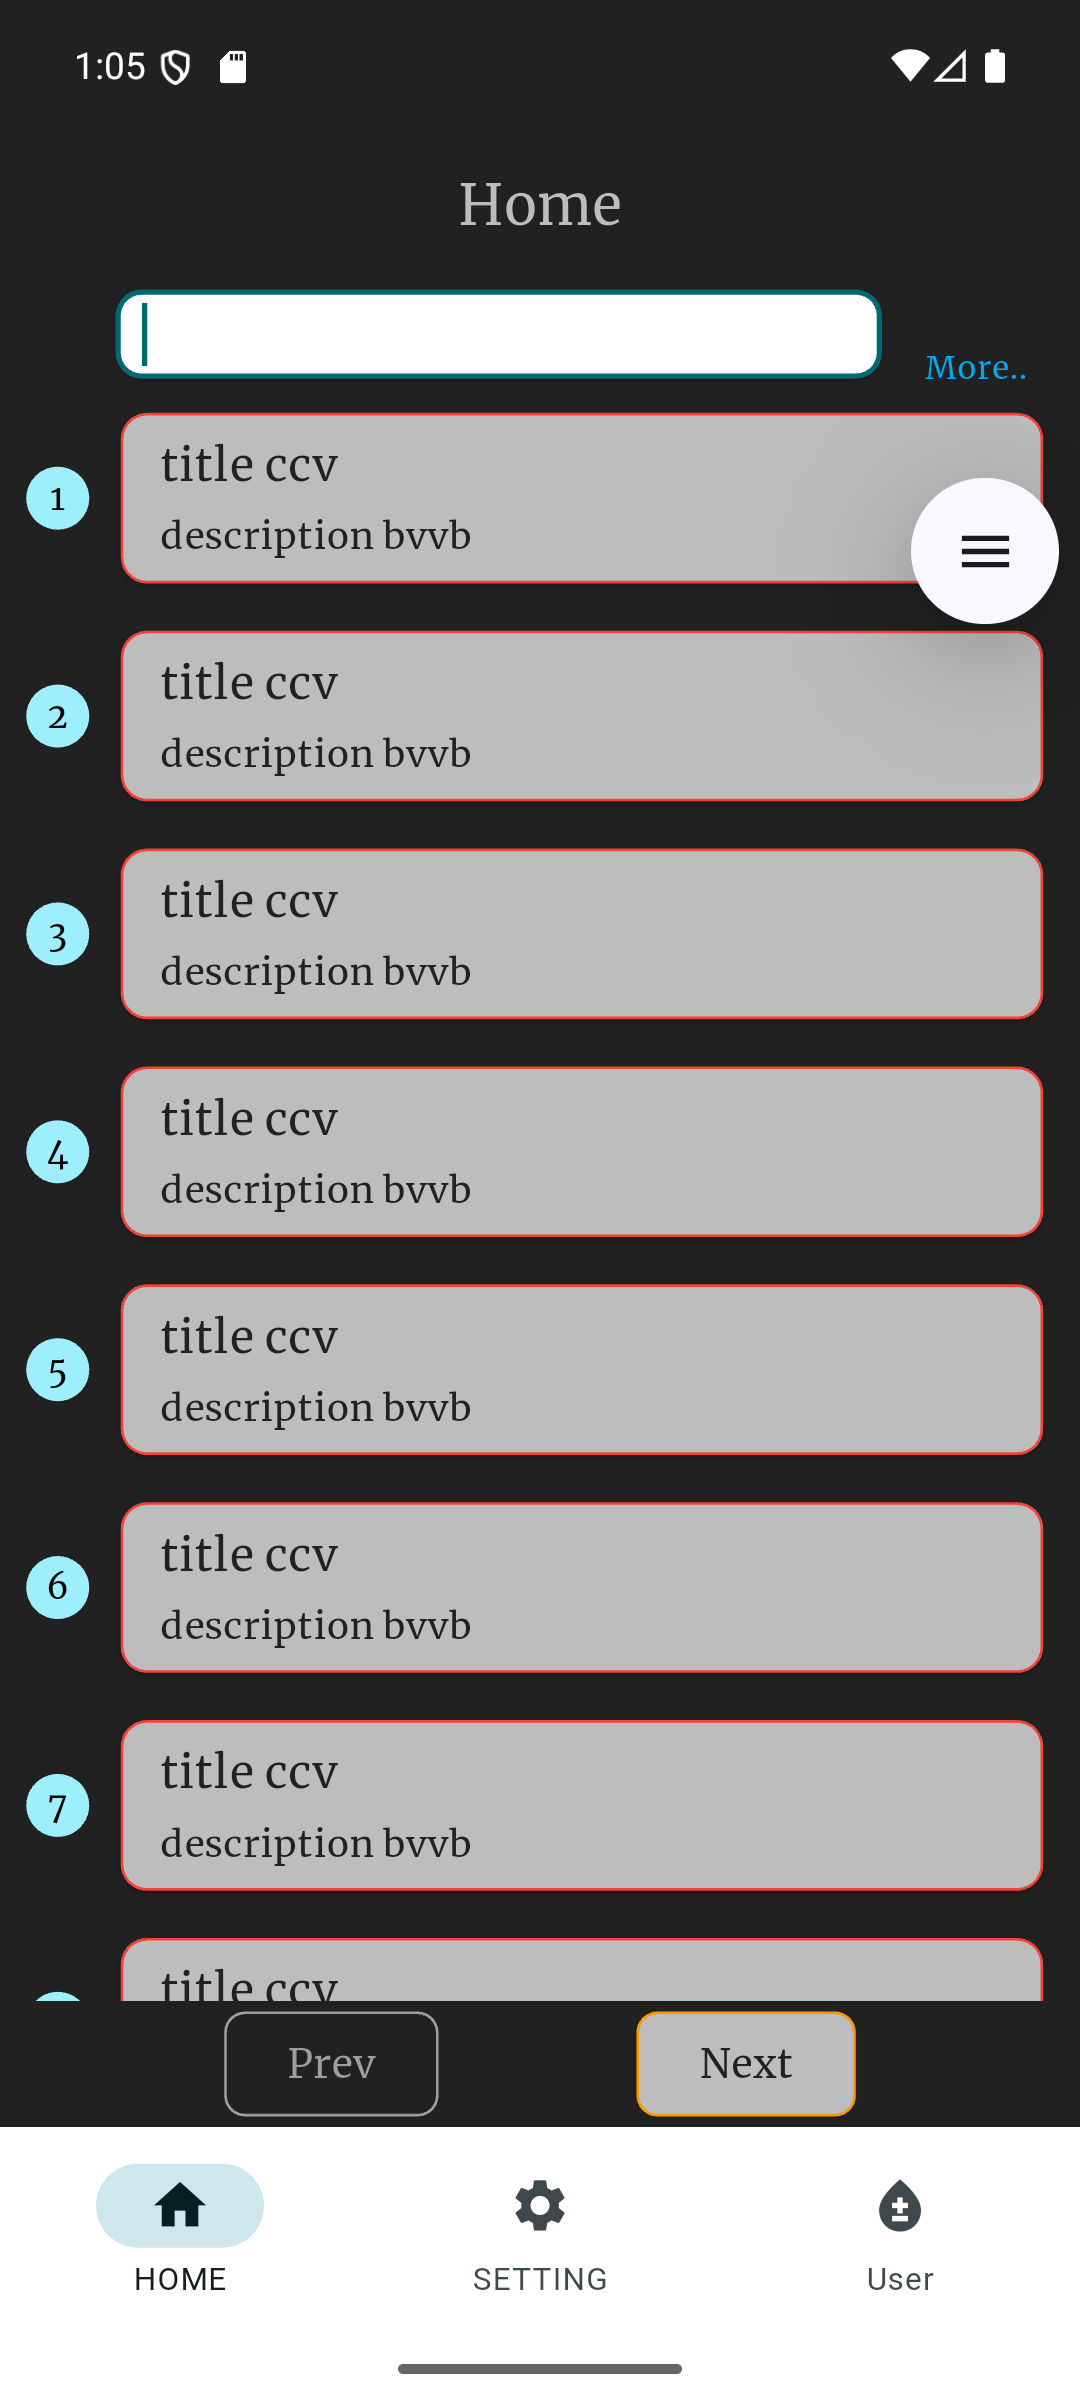 1:05
Home
More..
1
title ccv
description bvvb
2
title ccv
description bvvb
3
title ccv
description bvvb
4
title ccv
description bvvb
5
title ccv
description bvvb
6
title ccv
description bvvb
7
title ccv
description bvvb
title ccv
Prev
Next
HOME
SETTING
User